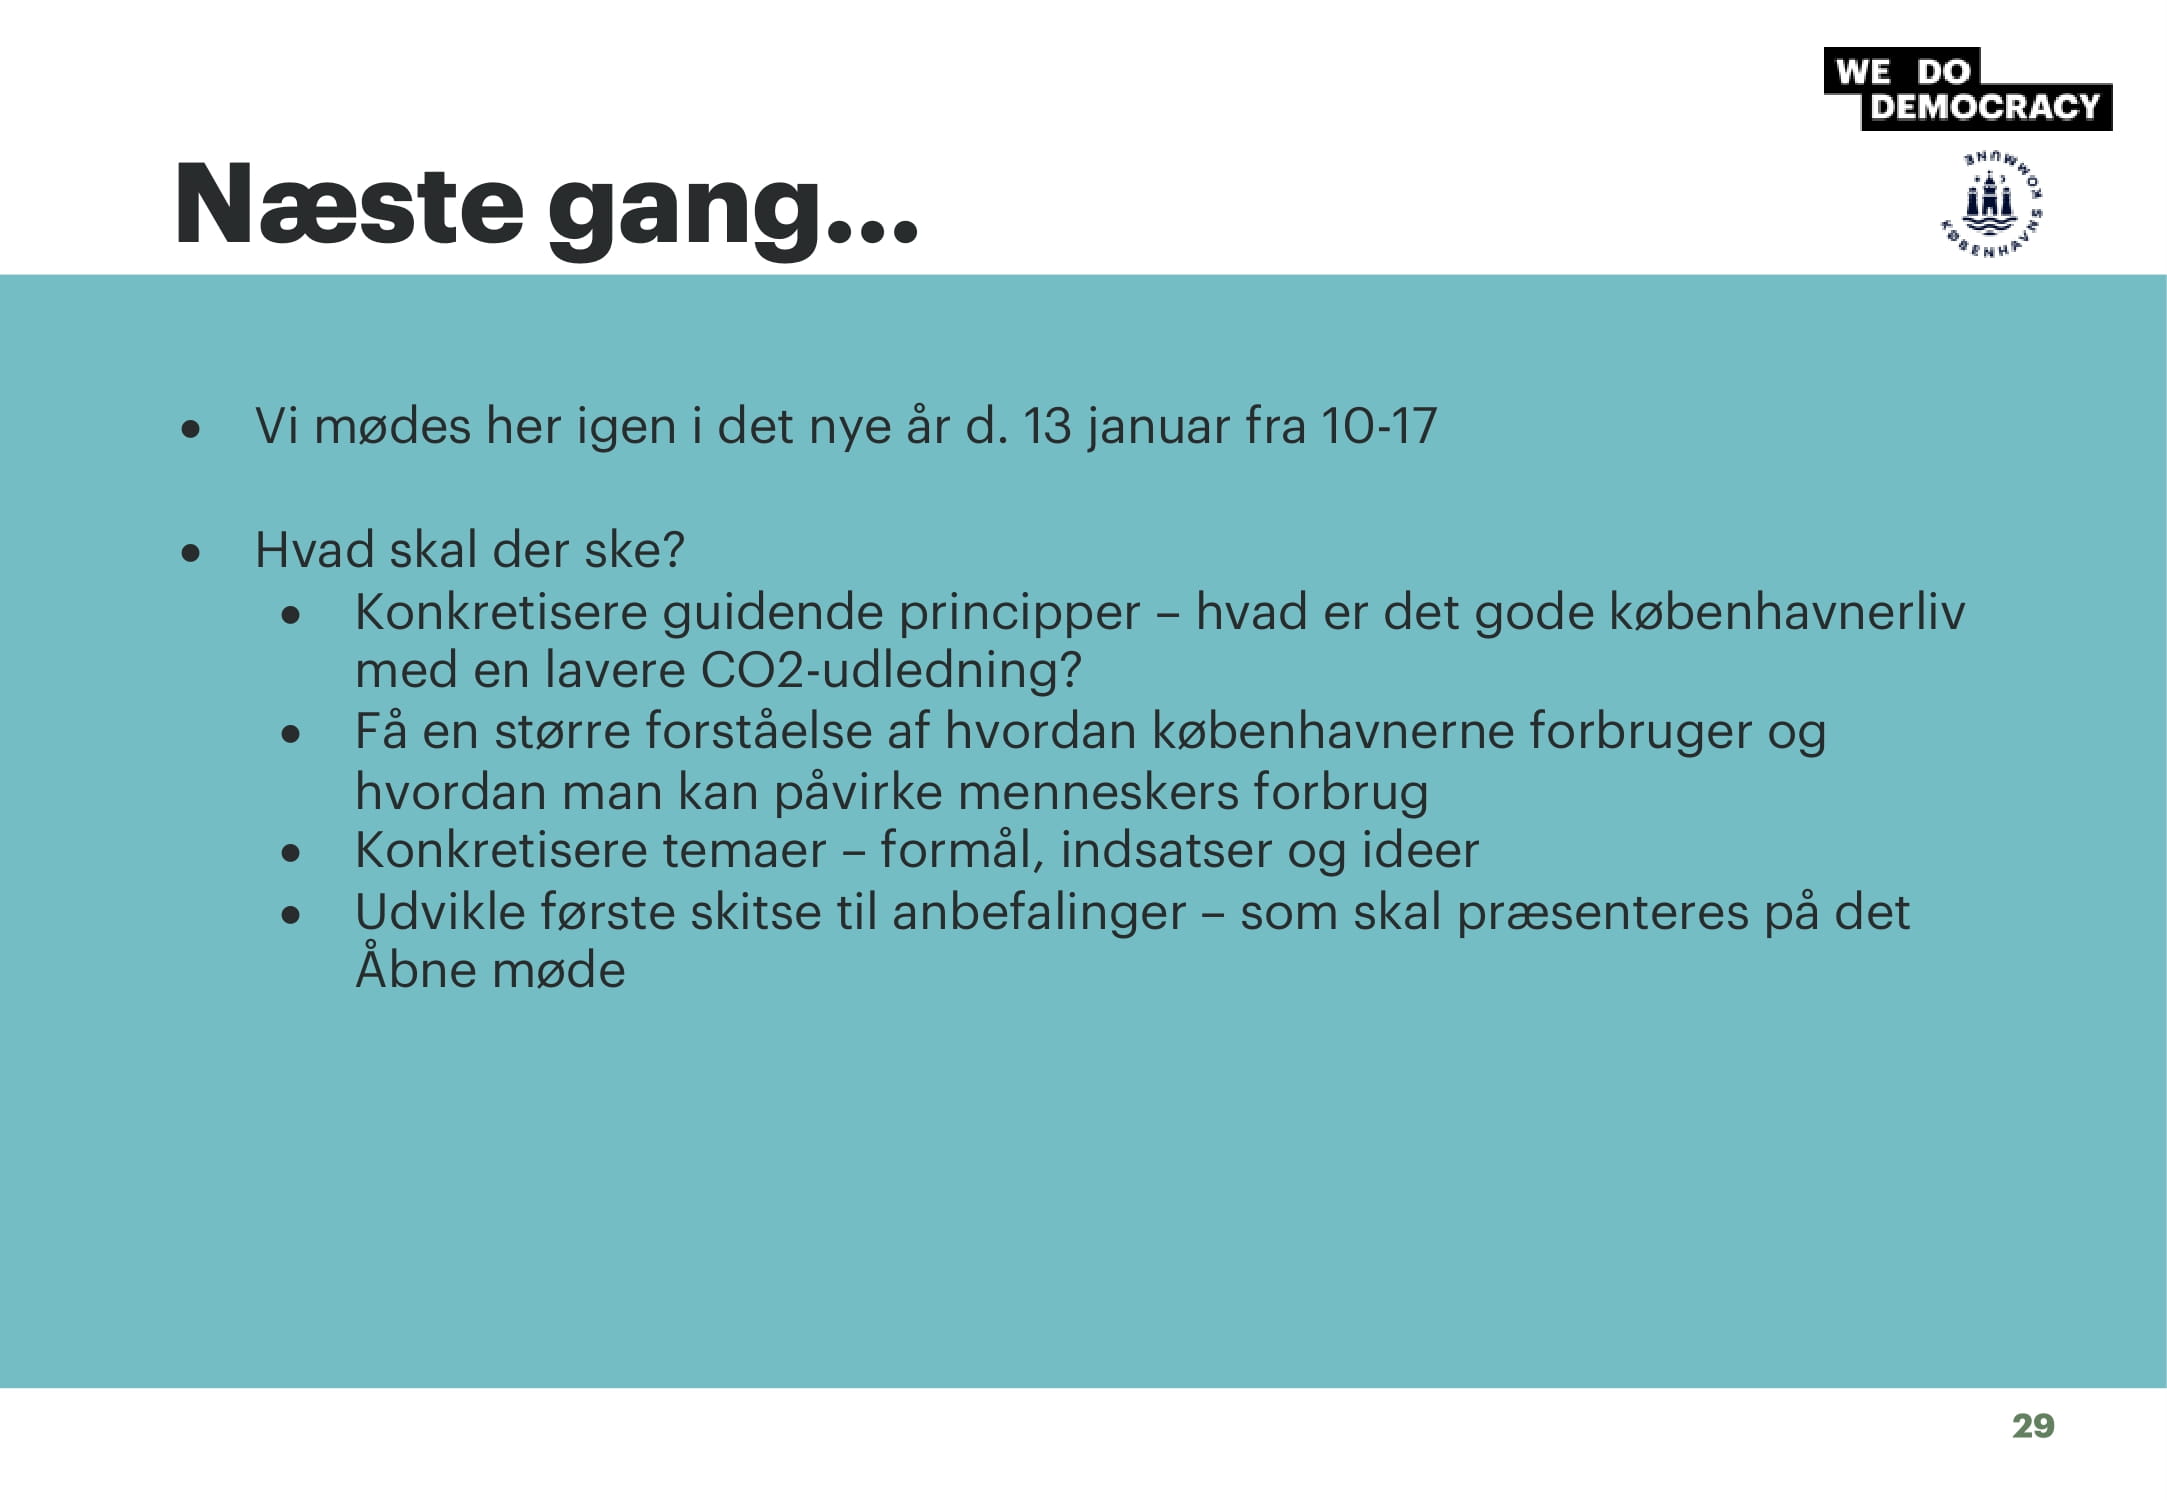 WE DO
DEMOCRACY
KØBENHAVNS KOMMUNE
Næste gang...
• Vi mødes her igen i det nye år d. 13 januar fra 10-17
• Hvad skal der ske?
• Konkretisere guidende principper – hvad er det gode københavnerliv
med en lavere CO2-udledning?
• Få en større forståelse af hvordan københavnerne forbruger og
hvordan man kan påvirke menneskers forbrug
• Konkretisere temaer – formål, indsatser og ideer
• Udvikle første skitse til anbefalinger – som skal præsenteres på det
Åbne møde
29